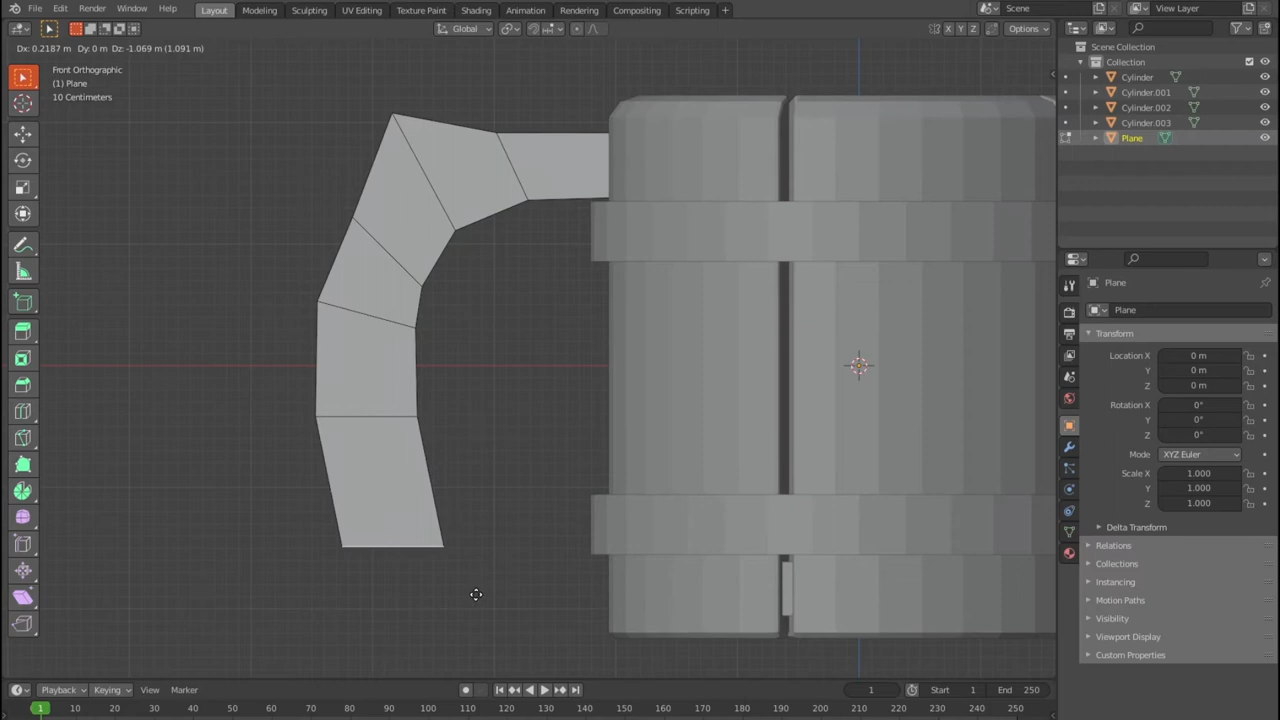 File Edit Render Window Help Layout Modeling Sculpting UV Editing Texture Paint Shading Animation Rendering Compositing Scripting + Scene View Layer
Global Options
Dx: 0.2187 m Dy: 0 m Dz: -1.069 m (1.091 m) X Y Z
Front Orthographic
(1) Plane
10 Centimeters
Scene Collection
Collection
Cylinder
Cylinder.001
Cylinder.002
Cylinder.003
Plane
Plane
Plane
Transform
Location X 0 m
Y 0 m
Z 0 m
Rotation X 0°
Y 0°
Z 0°
Mode XYZ Euler
Scale X 1.000
Y 1.000
Z 1.000
Delta Transform
Relations
Collections
Instancing
Motion Paths
Visibility
Viewport Display
Custom Properties
Playback Keying View Marker 1 Start 1 End 250
1 10 20 30 40 50 60 70 80 90 100 110 120 130 140 150 160 170 180 190 200 210 220 230 240 250